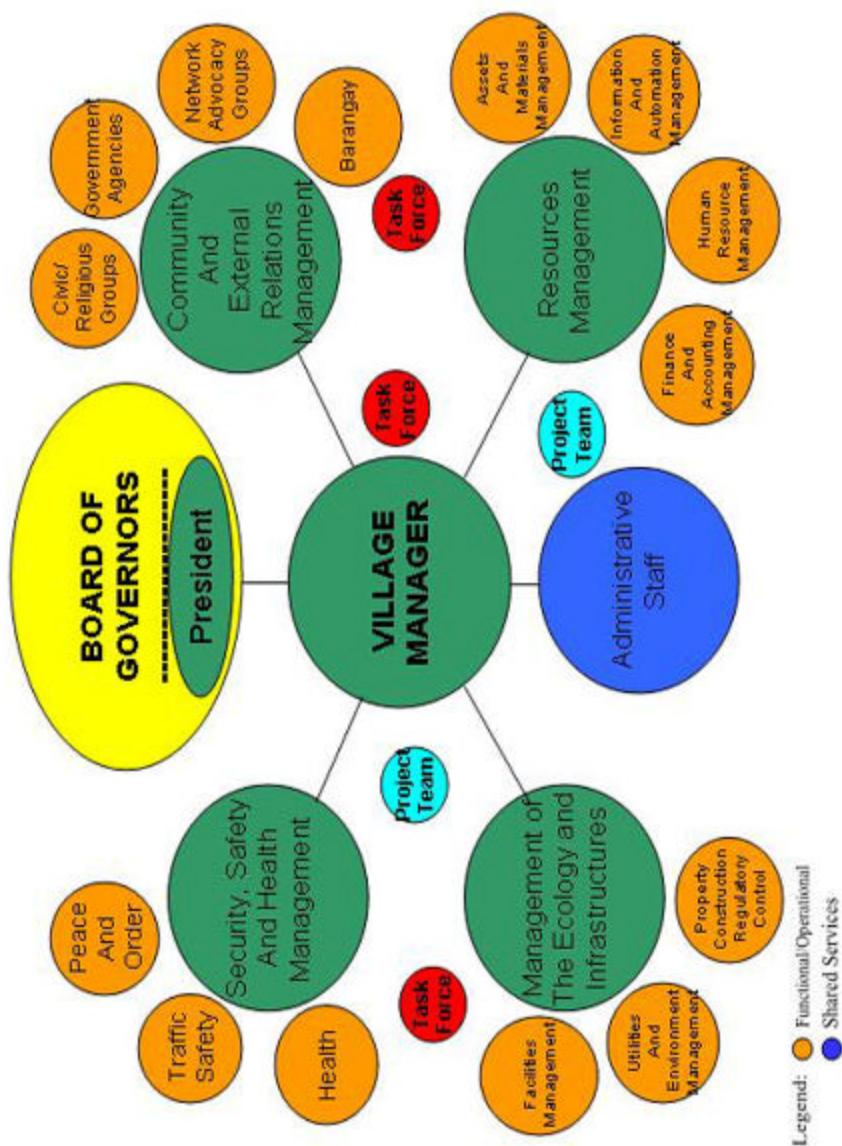 BOARD OF
GOVERNORS
President
Peace
And
Order
Traffic
Safety
Health
Security, Safety
And Health
Management
Civic/
Religious
Groups
Government
Agencies
Network
Advocacy
Groups
Barangay
Community
And
External
Relations
Management
Task
Force
Project
Team
VILLAGE
MANAGER
Task
Force
Task
Force
Facilities
Management
Utilities
And
Environment
Management
Property
Construction
Regulatory
Control
Management of
The Ecology and
Infrastructures
Administrative
Staff
Project
Team
Resources
Management
Assets
And
Materials
Management
Information
And
Automation
Management
Human
Resource
Management
Finance
And
Accounting
Management
Legend:
Functional/Operational
Shared Services